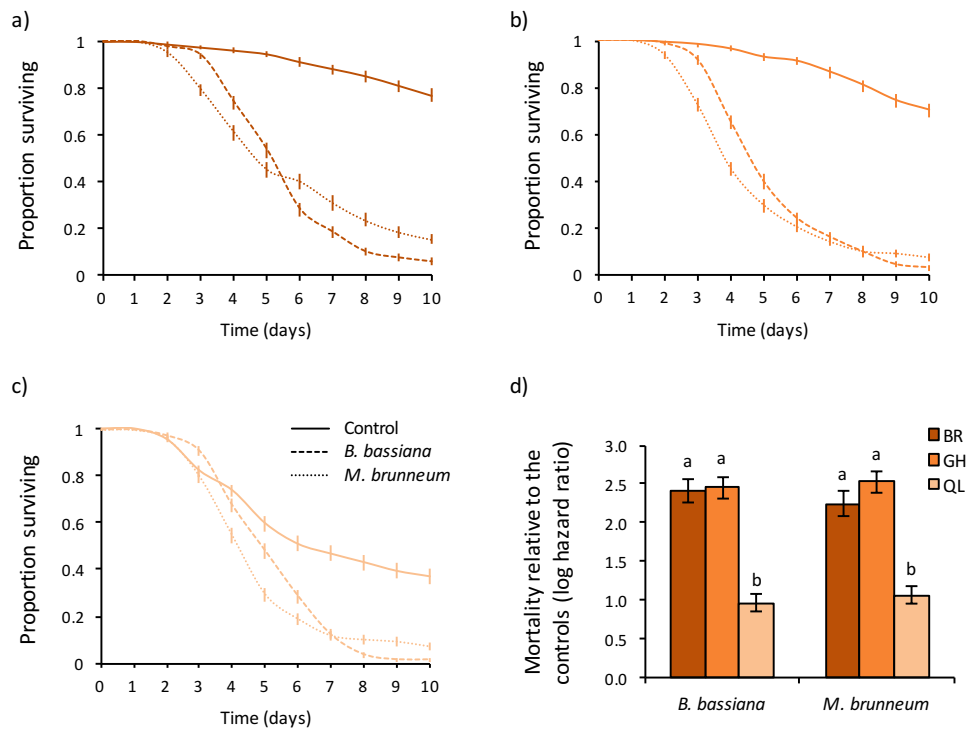 a)
Proportion surviving
1
0.8
0.6
0.4
0.2
0
0 1 2 3 4 5 6 7 8 9 10
Time (days)
b)
Proportion surviving
1
0.8
0.6
0.4
0.2
0
0 1 2 3 4 5 6 7 8 9 10
Time (days)
c)
Proportion surviving
1
0.8
0.6
0.4
0.2
0
0 1 2 3 4 5 6 7 8 9 10
Time (days)
Control
B. bassiana
M. brunneum
d)
Mortality relative to the
controls (log hazard ratio)
3.0
2.5
2.0
1.5
1.0
0.5
0.0
a a b a a b
B. bassiana M. brunneum
BR
GH
QL